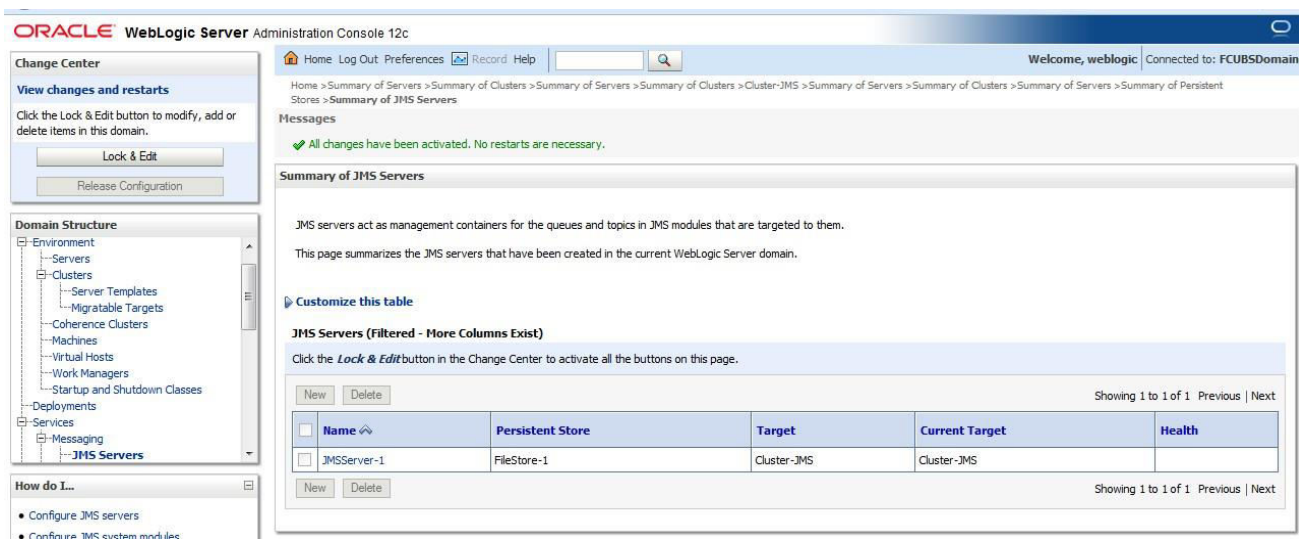 ORACLE WebLogic Server Administration Console 12c
Change Center
View changes and restarts
Click the Lock & Edit button to modify, add or
delete items in this domain.
Lock & Edit
Release Configuration
Domain Structure
Environment
Servers
Clusters
Server Templates
Migratable Targets
Coherence Clusters
Machines
Virtual Hosts
Work Managers
Startup and Shutdown Classes
Deployments
Services
Messaging
JMS Servers
How do I...
Configure JMS servers
Configure JMS system modules
Home Log Out Preferences Record Help
Welcome, weblogic Connected to: FCUBSDomain
Home >Summary of Servers >Summary of Clusters >Summary of Servers >Summary of Clusters >Cluster-JMS >Summary of Servers >Summary of Clusters >Summary of Servers >Summary of Persistent
Stores >Summary of JMS Servers
Messages
All changes have been activated. No restarts are necessary.
Summary of JMS Servers
JMS servers act as management containers for the queues and topics in JMS modules that are targeted to them.
This page summarizes the JMS servers that have been created in the current WebLogic Server domain.
Customize this table
JMS Servers (Filtered - More Columns Exist)
Click the Lock & Edit button in the Change Center to activate all the buttons on this page.
New Delete Showing 1 to 1 of 1 Previous | Next
Name Persistent Store Target Current Target Health
JMSServer-1 FileStore-1 Cluster-JMS Cluster-JMS
New Delete Showing 1 to 1 of 1 Previous | Next